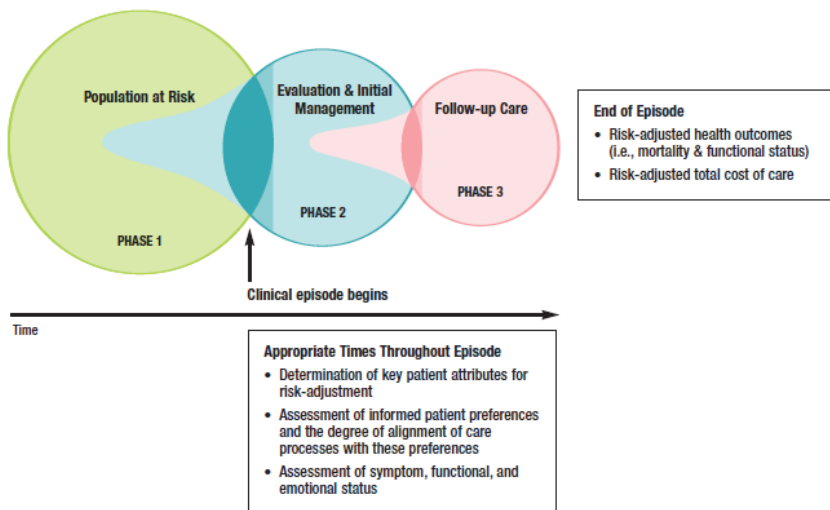 Population at Risk
PHASE 1
Evaluation & Initial
Management
PHASE 2
Follow-up Care
PHASE 3
End of Episode
• Risk-adjusted health outcomes
(i.e., mortality & functional status)
• Risk-adjusted total cost of care
Clinical episode begins
Time
Appropriate Times Throughout Episode
• Determination of key patient attributes for
risk-adjustment
• Assessment of informed patient preferences
and the degree of alignment of care
processes with these preferences
• Assessment of symptom, functional, and
emotional status